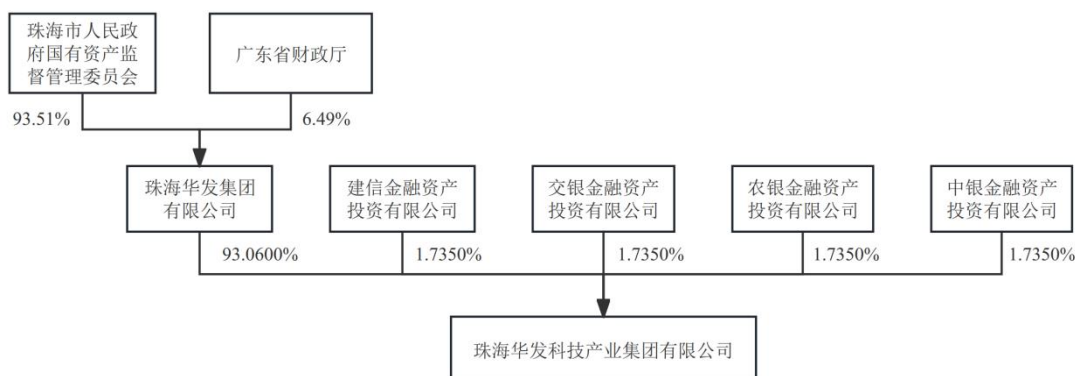 珠海市人民政
府国有资产监
督管理委员会
广东省财政厅
93.51%
6.49%
珠海华发集团
有限公司
建信金融资产
投资有限公司
交银金融资产
投资有限公司
农银金融资产
投资有限公司
中银金融资产
投资有限公司
93.0600%
1.7350%
1.7350%
1.7350%
1.7350%
珠海华发科技产业集团有限公司